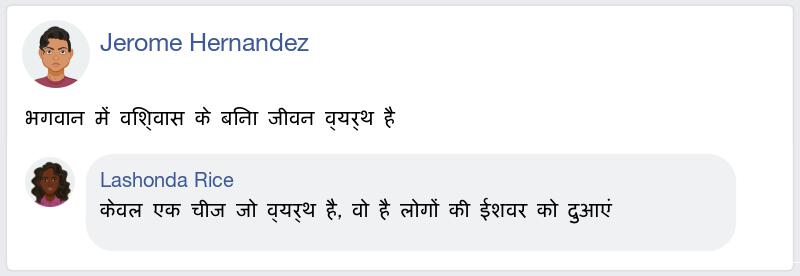 Jerome Hernandez
भगवान में विश्वास के बिना जीवन व्यर्थ है
Lashonda Rice
केवल एक चीज जो व्यर्थ है, वो है लोगों की ईशवर को दुआएं